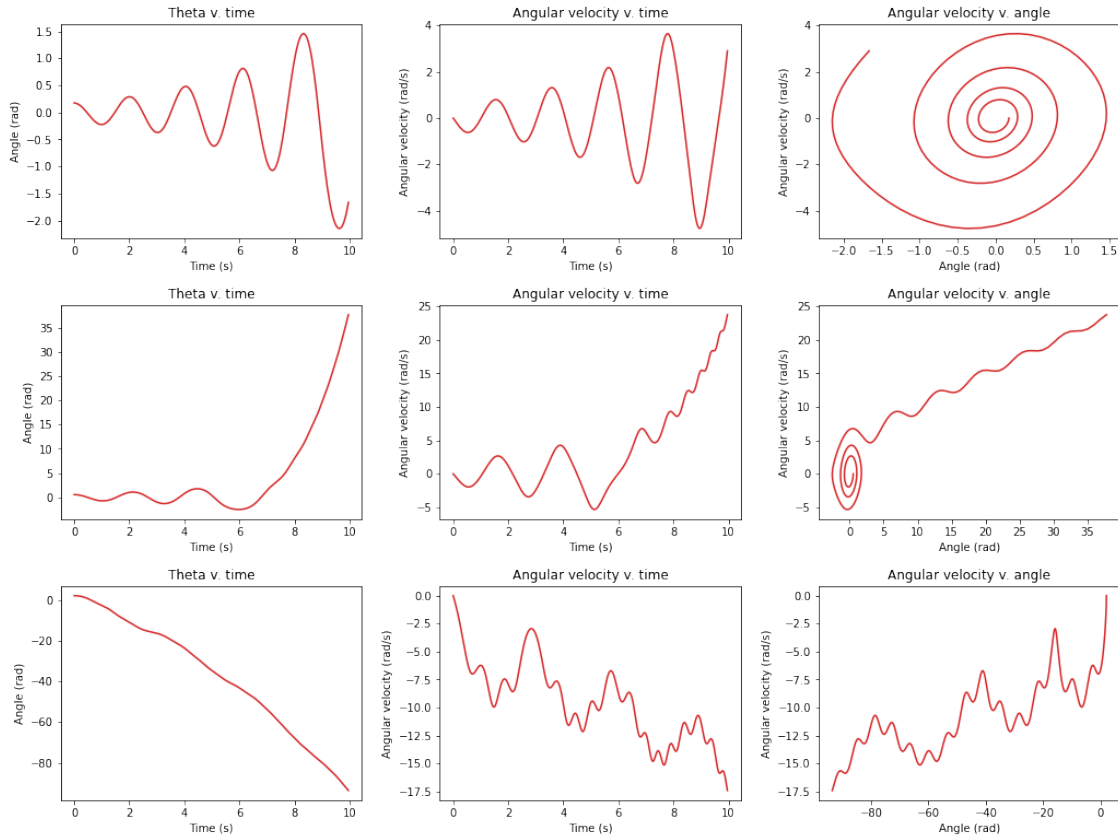 Theta v. time
1.5
1.0
0.5
0.0
−0.5
−1.0
−1.5
−2.0
Angle (rad)
0 2 4 6 8 10
Time (s)
Angular velocity v. time
4
2
0
−2
−4
Angular velocity (rad/s)
0 2 4 6 8 10
Time (s)
Angular velocity v. angle
4
2
0
−2
−4
Angular velocity (rad/s)
−2.0 −1.5 −1.0 −0.5 0.0 0.5 1.0 1.5
Angle (rad)
Theta v. time
35
30
25
20
15
10
5
0
Angle (rad)
0 2 4 6 8 10
Time (s)
Angular velocity v. time
25
20
15
10
5
0
−5
Angular velocity (rad/s)
0 2 4 6 8 10
Time (s)
Angular velocity v. angle
25
20
15
10
5
0
−5
Angular velocity (rad/s)
0 5 10 15 20 25 30 35
Angle (rad)
Theta v. time
0
−20
−40
−60
−80
Angle (rad)
0 2 4 6 8 10
Time (s)
Angular velocity v. time
0.0
−2.5
−5.0
−7.5
−10.0
−12.5
−15.0
−17.5
Angular velocity (rad/s)
0 2 4 6 8 10
Time (s)
Angular velocity v. angle
0.0
−2.5
−5.0
−7.5
−10.0
−12.5
−15.0
−17.5
Angular velocity (rad/s)
−80 −60 −40 −20 0
Angle (rad)